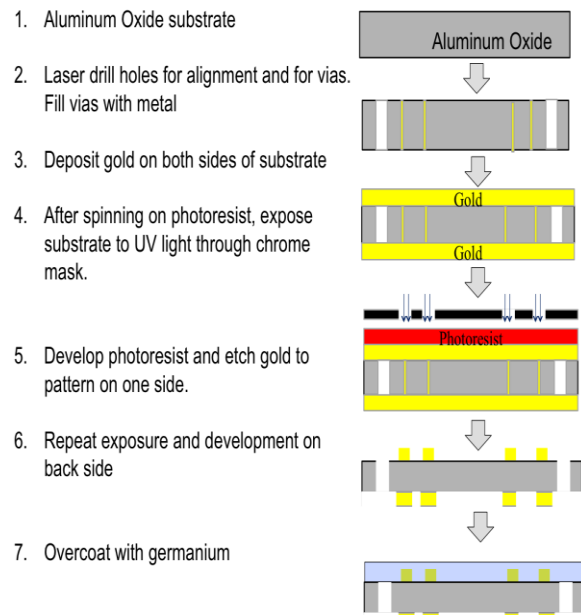 1. Aluminum Oxide substrate
Aluminum Oxide
2. Laser drill holes for alignment and for vias.
Fill vias with metal
3. Deposit gold on both sides of substrate
Gold
Gold
4. After spinning on photoresist, expose
substrate to UV light through chrome
mask.
Photoresist
5. Develop photoresist and etch gold to
pattern on one side.
6. Repeat exposure and development on
back side
7. Overcoat with germanium